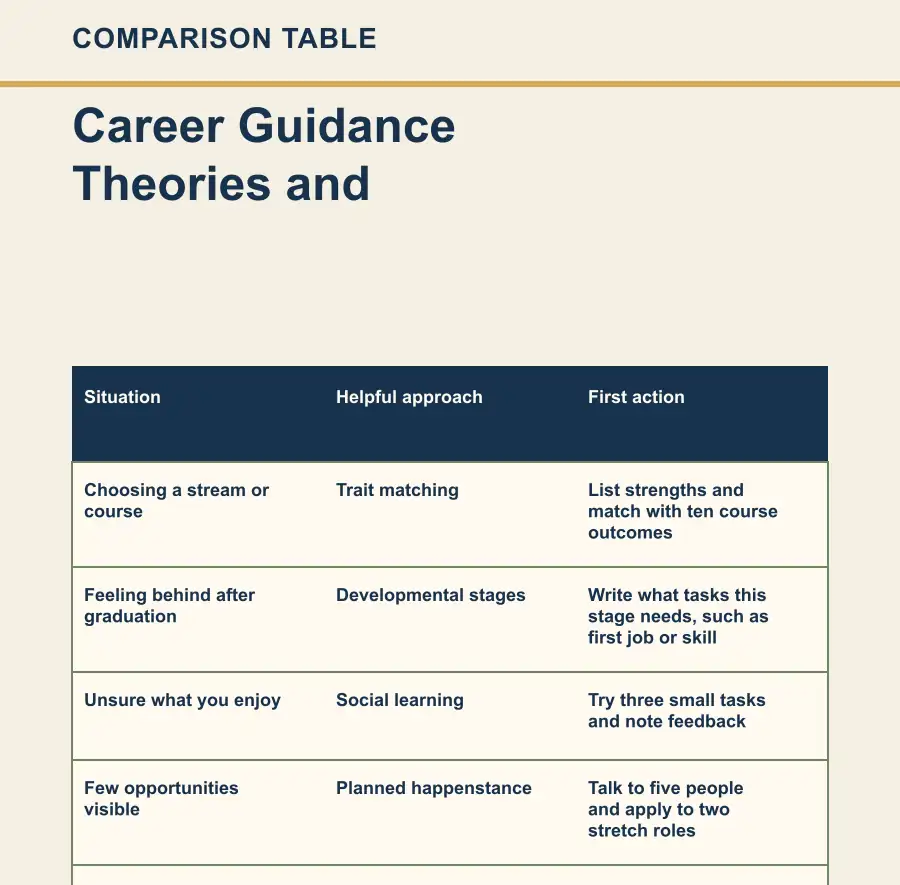 COMPARISON TABLE
Career Guidance
Theories and
Situation
Helpful approach
First action
Choosing a stream or
course
Trait matching
List strengths and
match with ten course
outcomes
Feeling behind after
graduation
Developmental stages
Write what tasks this
stage needs, such as
first job or skill
Unsure what you enjoy
Social learning
Try three small tasks
and note feedback
Few opportunities
visible
Planned happenstance
Talk to five people
and apply to two
stretch roles